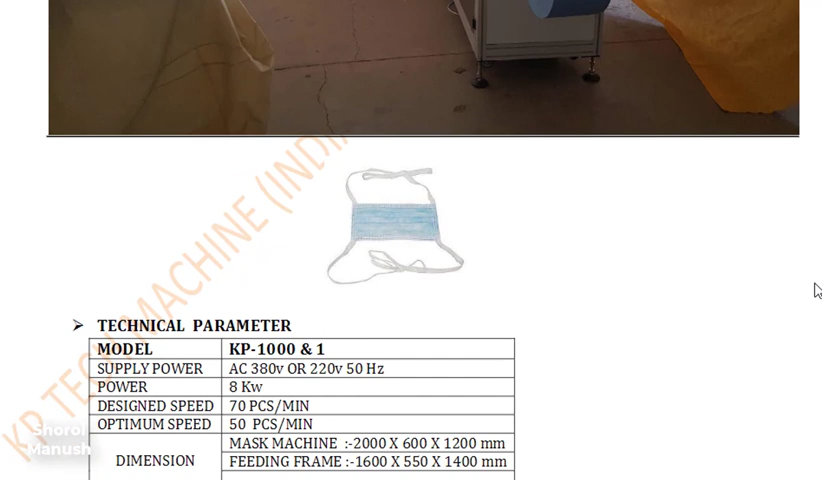 KP TECH MACHINE (INDIA
➢ TECHNICAL PARAMETER
MODEL KP-1000 & 1
SUPPLY POWER AC 380v OR 220v 50 Hz
POWER 8 Kw
DESIGNED SPEED 70 PCS/MIN
OPTIMUM SPEED 50 PCS/MIN
DIMENSION MASK MACHINE :-2000 X 600 X 1200 mm
FEEDING FRAME :-1600 X 550 X 1400 mm
Shorol
Manush